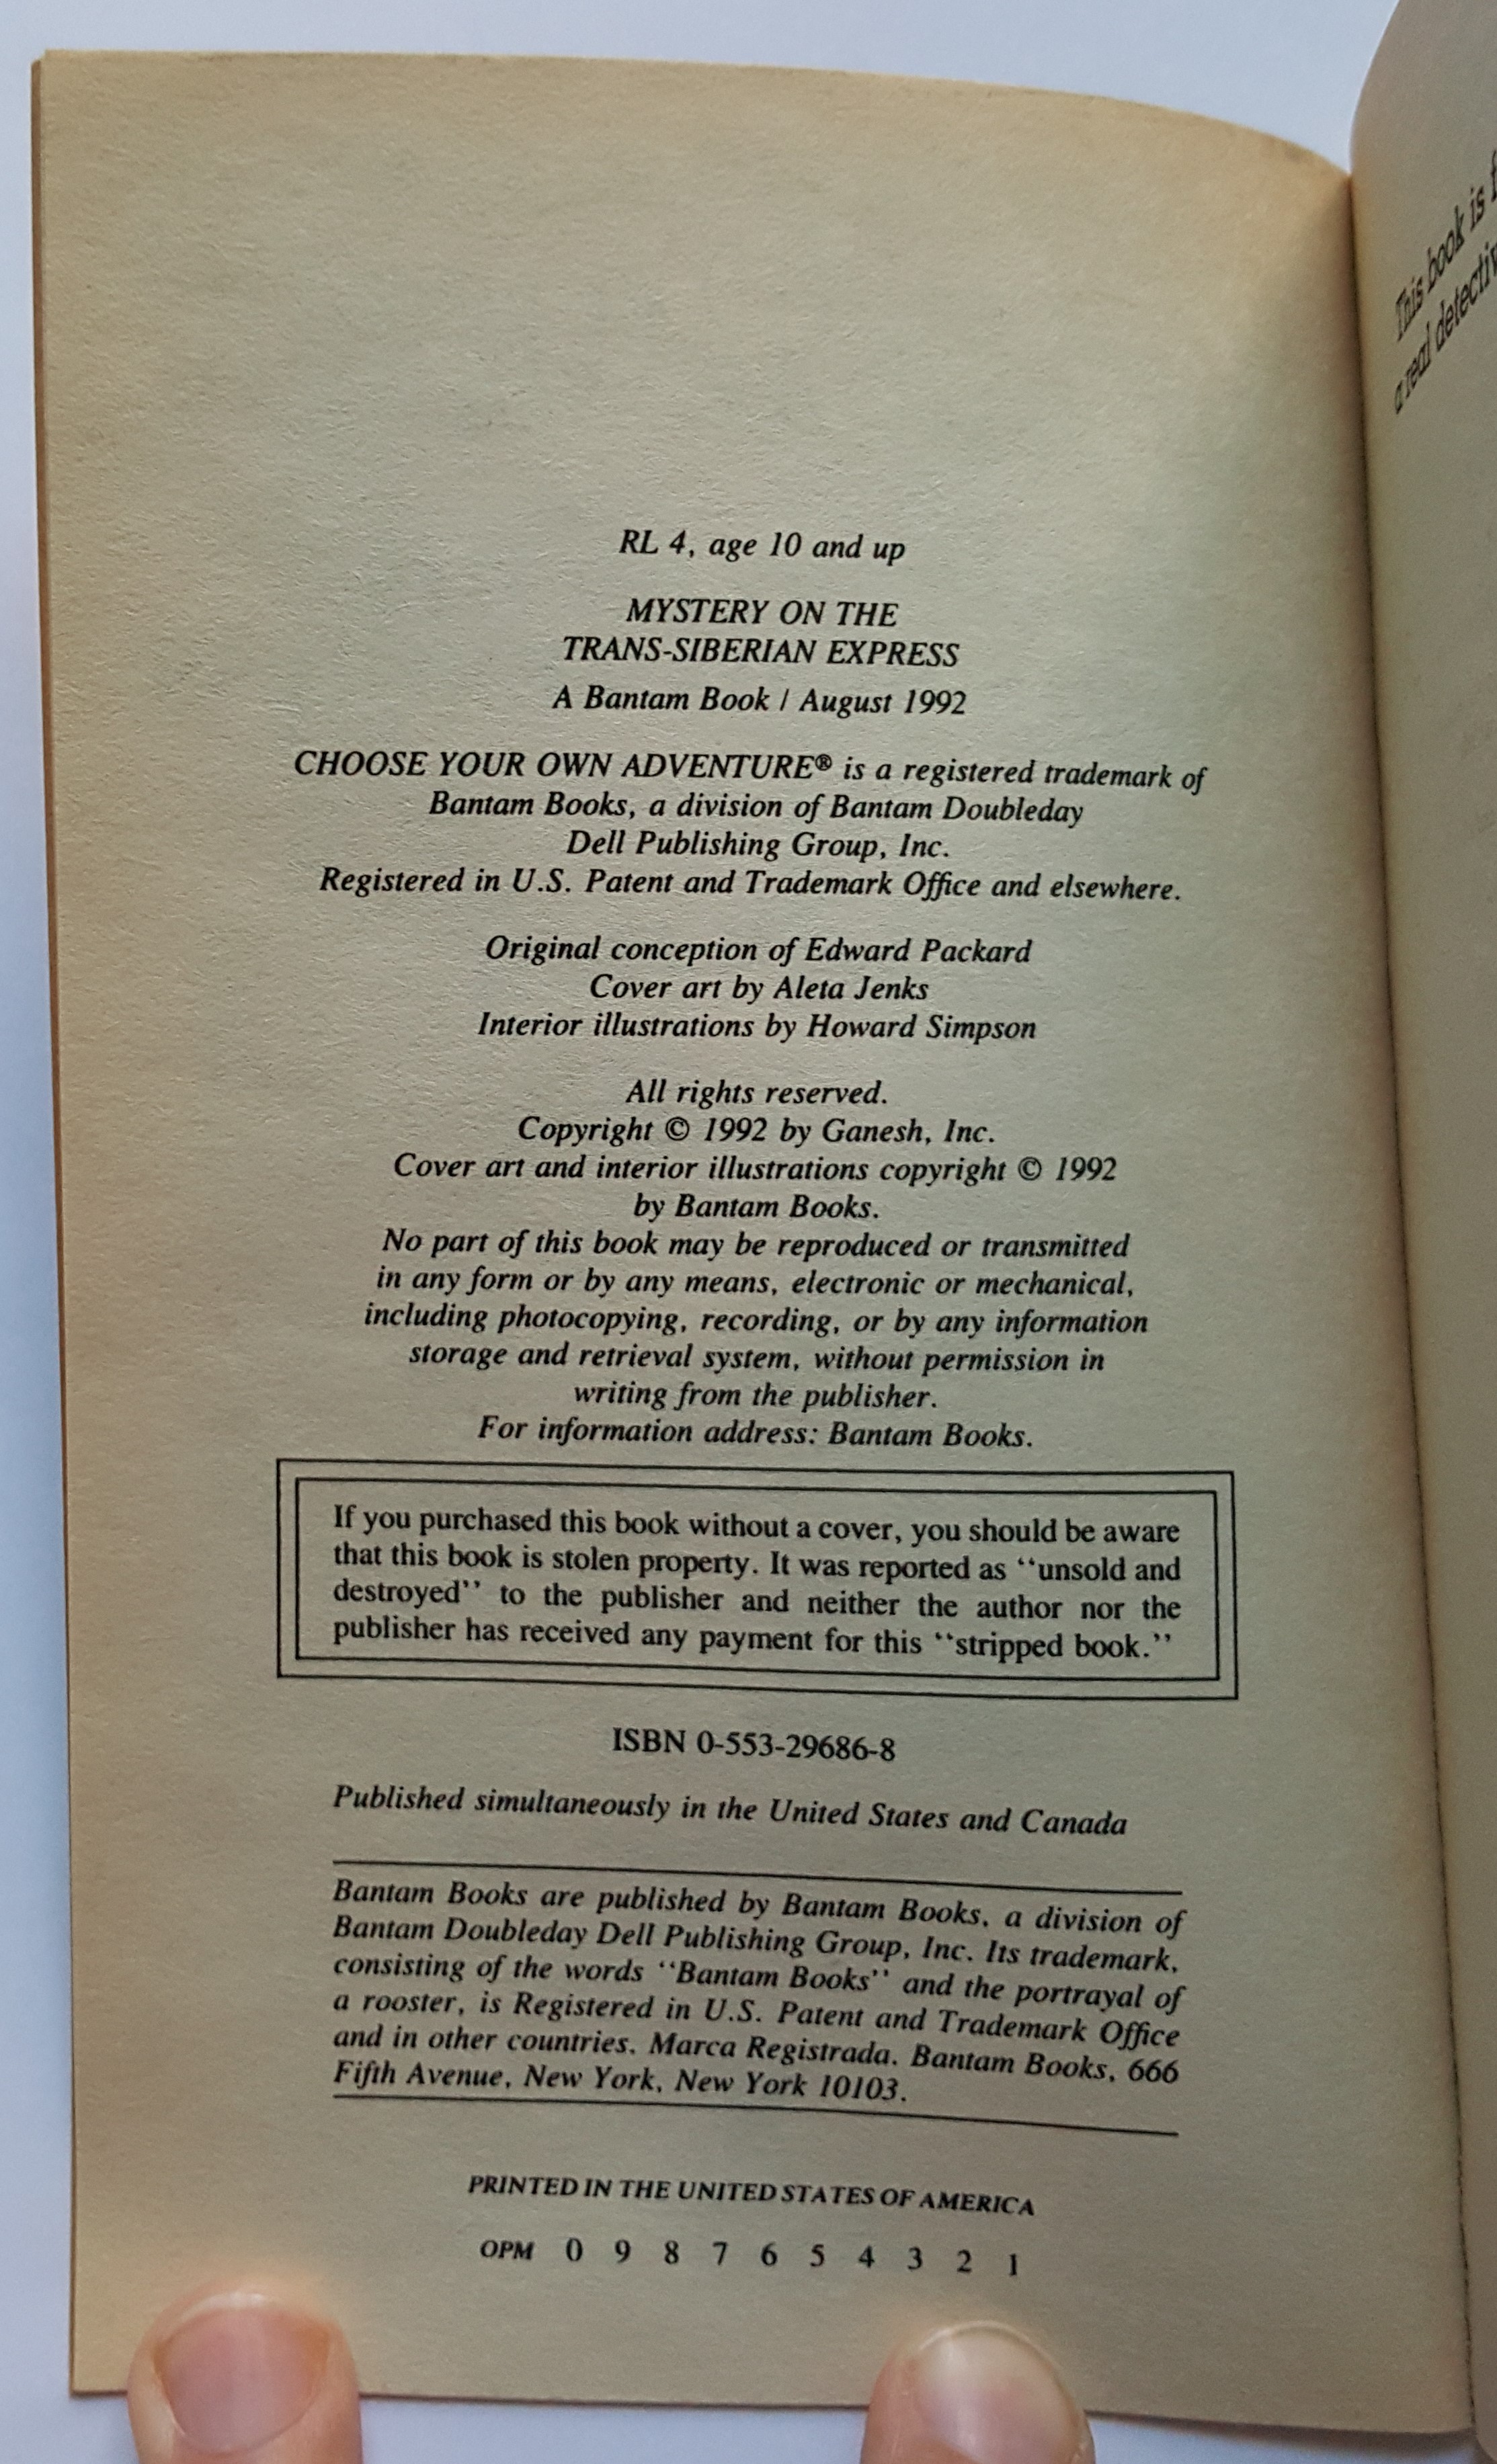 RL 4, age 10 and up
MYSTERY ON THE
TRANS-SIBERIAN EXPRESS
A Bantam Book / August 1992
CHOOSE YOUR OWN ADVENTURE® is a registered trademark of
Bantam Books, a division of Bantam Doubleday
Dell Publishing Group, Inc.
Registered in U.S. Patent and Trademark Office and elsewhere.
Original conception of Edward Packard
Cover art by Aleta Jenks
Interior illustrations by Howard Simpson
All rights reserved.
Copyright © 1992 by Ganesh, Inc.
Cover art and interior illustrations copyright © 1992
by Bantam Books.
No part of this book may be reproduced or transmitted
in any form or by any means, electronic or mechanical,
including photocopying, recording, or by any information
storage and retrieval system, without permission in
writing from the publisher.
For information address: Bantam Books.
If you purchased this book without a cover, you should be aware
that this book is stolen property. It was reported as ‘‘unsold and
destroyed’’ to the publisher and neither the author nor the
publisher has received any payment for this ‘‘stripped book.’’
ISBN 0-553-29686-8
Published simultaneously in the United States and Canada
Bantam Books are published by Bantam Books, a division of
Bantam Doubleday Dell Publishing Group, Inc. Its trademark,
consisting of the words ‘‘Bantam Books’’ and the portrayal of
a rooster, is Registered in U.S. Patent and Trademark Office
and in other countries. Marca Registrada. Bantam Books, 666
Fifth Avenue, New York, New York 10103.
PRINTED IN THE UNITED STATES OF AMERICA
OPM 0 9 8 7 6 5 4 3 2 1
This book is
a real